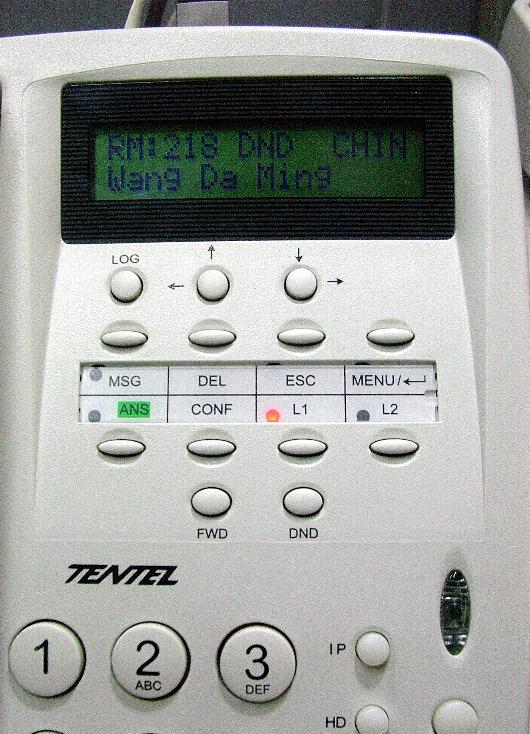 RM:218 DND CHIN
Wang Da Ming
LOG
↑ ↓
← →
MSG DEL ESC MENU/↵
ANS CONF L1 L2
FWD DND
TENTEL
1 2 3 IP
ABC DEF
HD